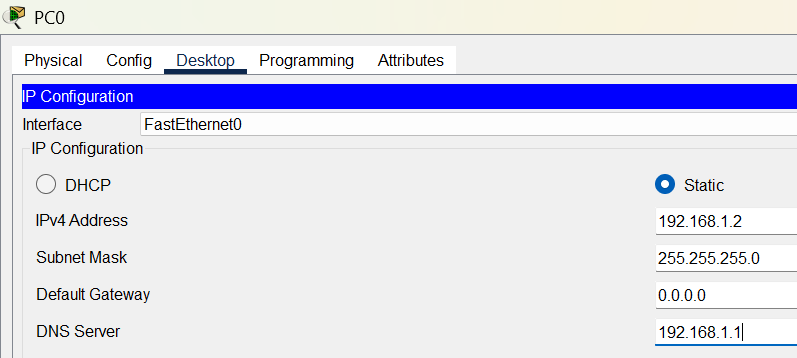 PC0
Physical Config Desktop Programming Attributes
IP Configuration
Interface FastEthernet0
IP Configuration
DHCP Static
IPv4 Address 192.168.1.2
Subnet Mask 255.255.255.0
Default Gateway 0.0.0.0
DNS Server 192.168.1.1